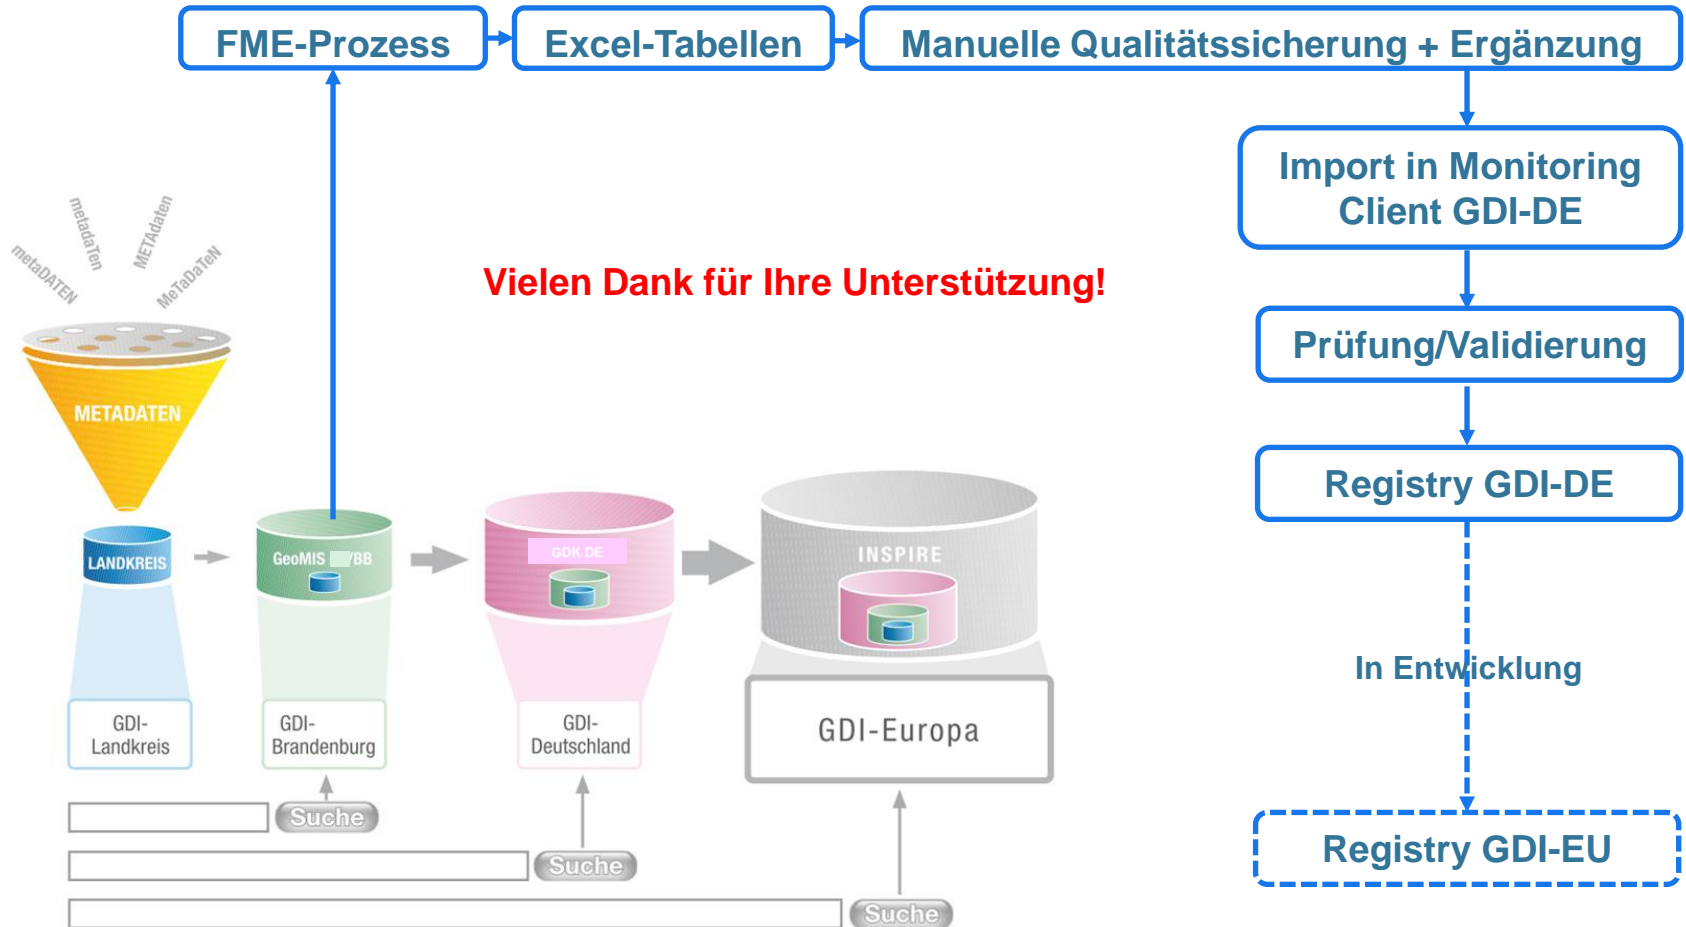 FME-Prozess
Excel-Tabellen
Manuelle Qualitätssicherung + Ergänzung
Import in Monitoring
Client GDI-DE
metaDATEN
metadaTen
METAdaten
MeTaDaTeN
Vielen Dank für Ihre Unterstützung!
Prüfung/Validierung
METADATEN
Registry GDI-DE
LANDKREIS
GeoMIS /BB
GDK DE
INSPIRE
In Entwicklung
GDI-
Landkreis
GDI-
Brandenburg
GDI-
Deutschland
GDI-Europa
Suche
Suche
Suche
Registry GDI-EU